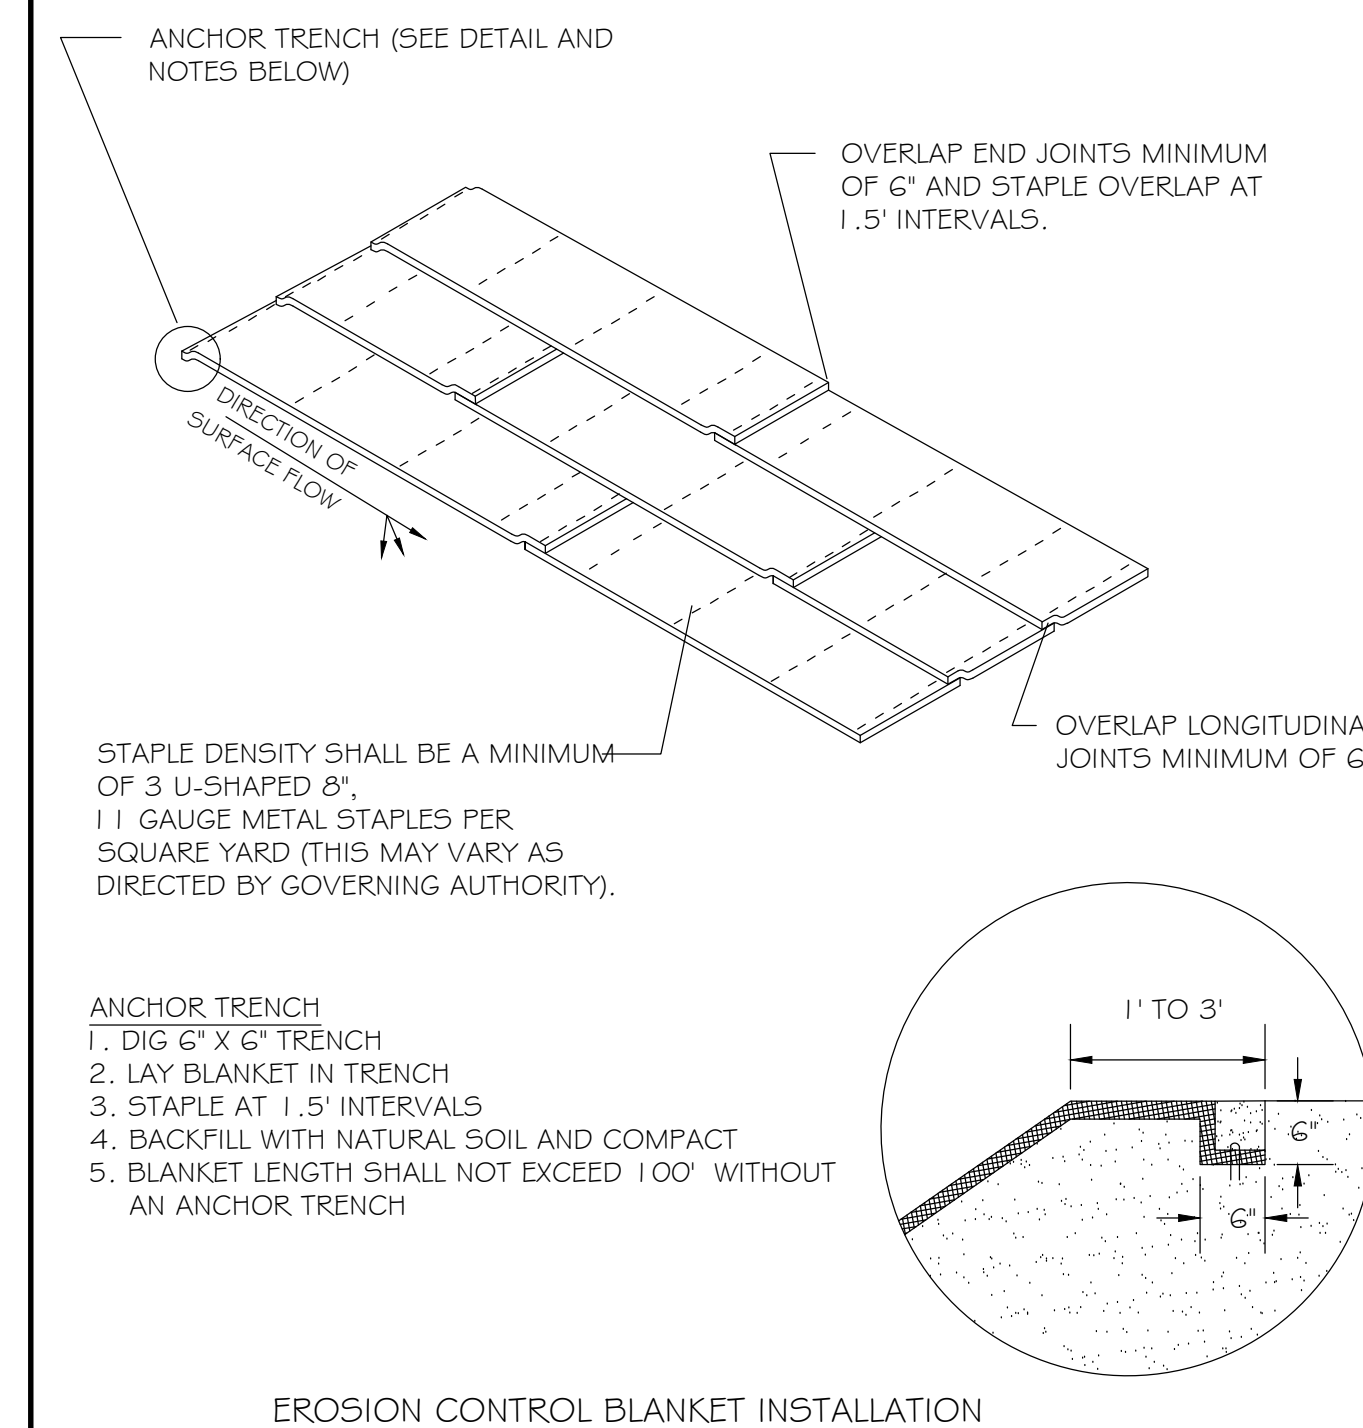 ANCHOR TRENCH (SEE DETAIL AND
NOTES BELOW)
OVERLAP END JOINTS MINIMUM
OF 6" AND STAPLE OVERLAP AT
1.5' INTERVALS.
DIRECTION OF
SURFACE FLOW
OVERLAP LONGITUDINA
JOINTS MINIMUM OF 6
STAPLE DENSITY SHALL BE A MINIMUM
OF 3 U-SHAPED 8",
11 GAUGE METAL STAPLES PER
SQUARE YARD (THIS MAY VARY AS
DIRECTED BY GOVERNING AUTHORITY).
ANCHOR TRENCH
1. DIG 6" X 6" TRENCH
2. LAY BLANKET IN TRENCH
3. STAPLE AT 1.5' INTERVALS
4. BACKFILL WITH NATURAL SOIL AND COMPACT
5. BLANKET LENGTH SHALL NOT EXCEED 100' WITHOUT
AN ANCHOR TRENCH
1' TO 3'
6"
6"
EROSION CONTROL BLANKET INSTALLATION